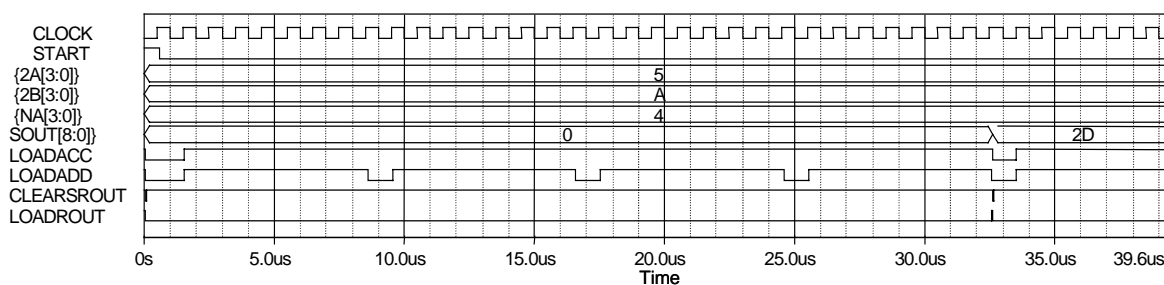 CLOCK
START
{2A[3:0]} 5
{2B[3:0]} A
{NA[3:0]} 4
SOUT[8:0]} 0 2D
LOADACC
LOADADD
CLEARSROUT
LOADROUT
0s 5.0us 10.0us 15.0us 20.0us 25.0us 30.0us 35.0us 39.6us
Time